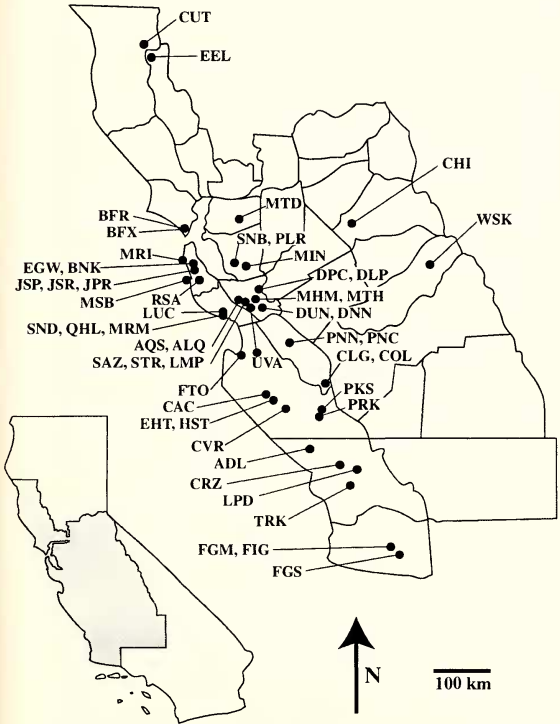 CUT
EEL
CHI
MTD
WSK
BFR
BFX
SNB, PLR
MRI
MIN
EGW, BNK
DPC, DLP
JSP, JSR, JPR
MHM, MTH
MSB
RSA
DUN, DNN
LUC
SND, QHL, MRM
PNN, PNC
AQS, ALQ
CLG, COL
SAZ, STR, LMP
UVA
FTO
PKS
CAC
PRK
EHT, HST
CVR
ADL
CRZ
LPD
TRK
FGM, FIG
FGS
N
100 km